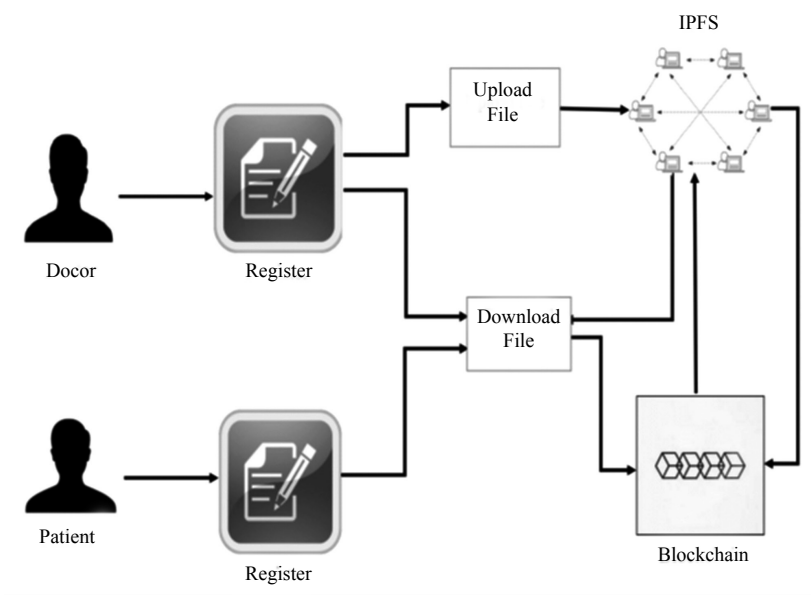 IPFS
Upload
File
Docor
Register
Download
File
Patient
Register
Blockchain